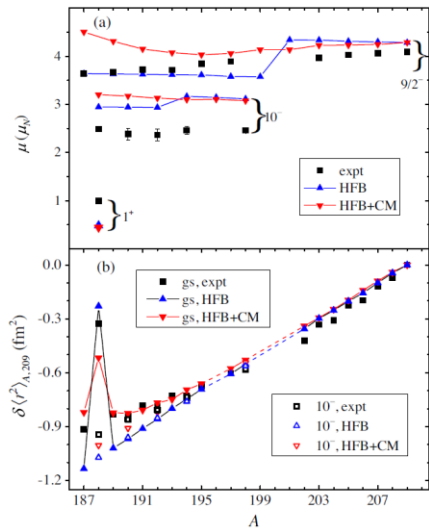 (a)
4
3
2
1
μ (μN)
9/2⁻
10⁻
1⁺
expt
HFB
HFB+CM
(b)
0.0
-0.3
-0.6
-0.9
-1.2
δ⟨r²⟩A,209 (fm²)
gs, expt
gs, HFB
gs, HFB+CM
10⁻, expt
10⁻, HFB
10⁻, HFB+CM
187 191 195 199 203 207
A